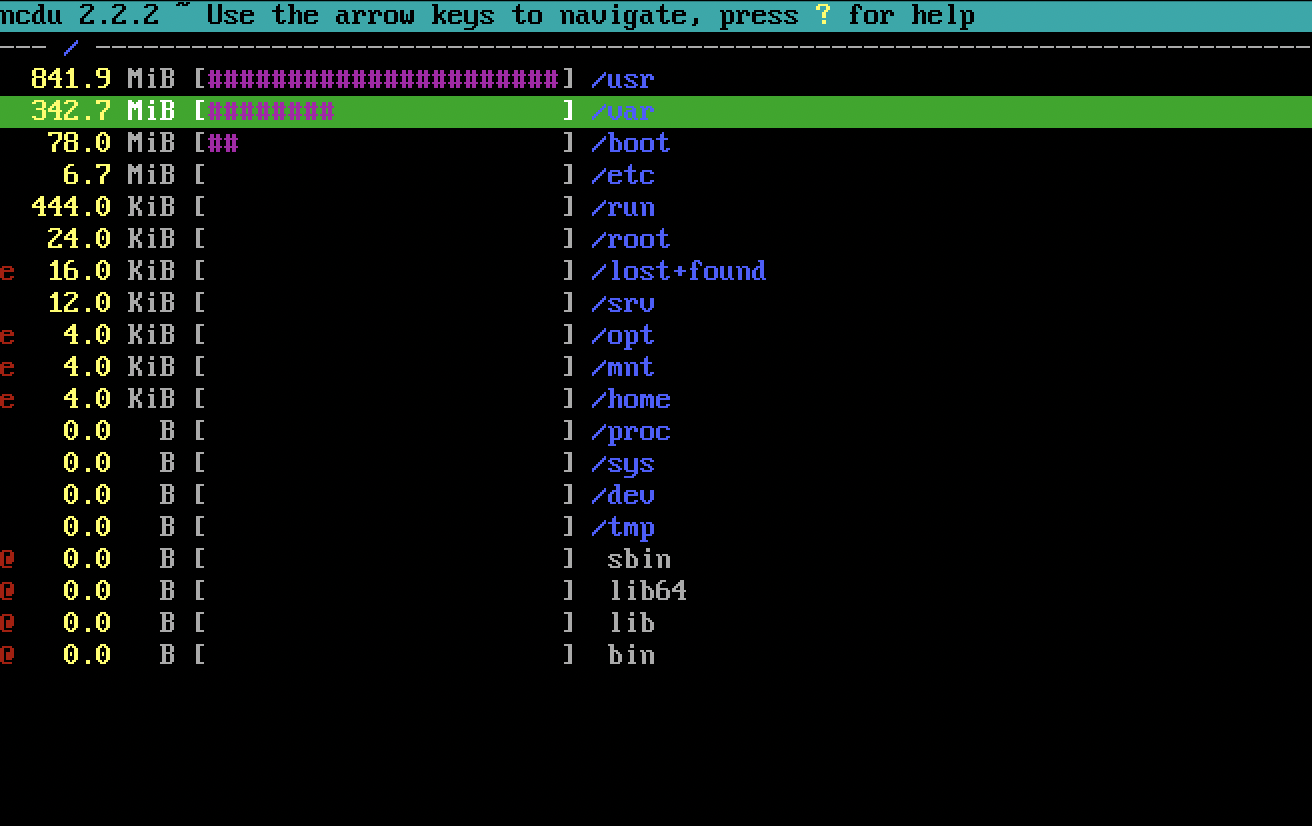 ncdu 2.2.2 ~ Use the arrow keys to navigate, press ? for help
--- / ----------------------------------------------------------------------------
  841.9 MiB [######################] /usr
  342.7 MiB [########              ] /var
   78.0 MiB [##                    ] /boot
    6.7 MiB [                      ] /etc
  444.0 KiB [                      ] /run
   24.0 KiB [                      ] /root
e  16.0 KiB [                      ] /lost+found
   12.0 KiB [                      ] /srv
e   4.0 KiB [                      ] /opt
e   4.0 KiB [                      ] /mnt
e   4.0 KiB [                      ] /home
    0.0   B [                      ] /proc
    0.0   B [                      ] /sys
    0.0   B [                      ] /dev
    0.0   B [                      ] /tmp
@   0.0   B [                      ]  sbin
@   0.0   B [                      ]  lib64
@   0.0   B [                      ]  lib
@   0.0   B [                      ]  bin